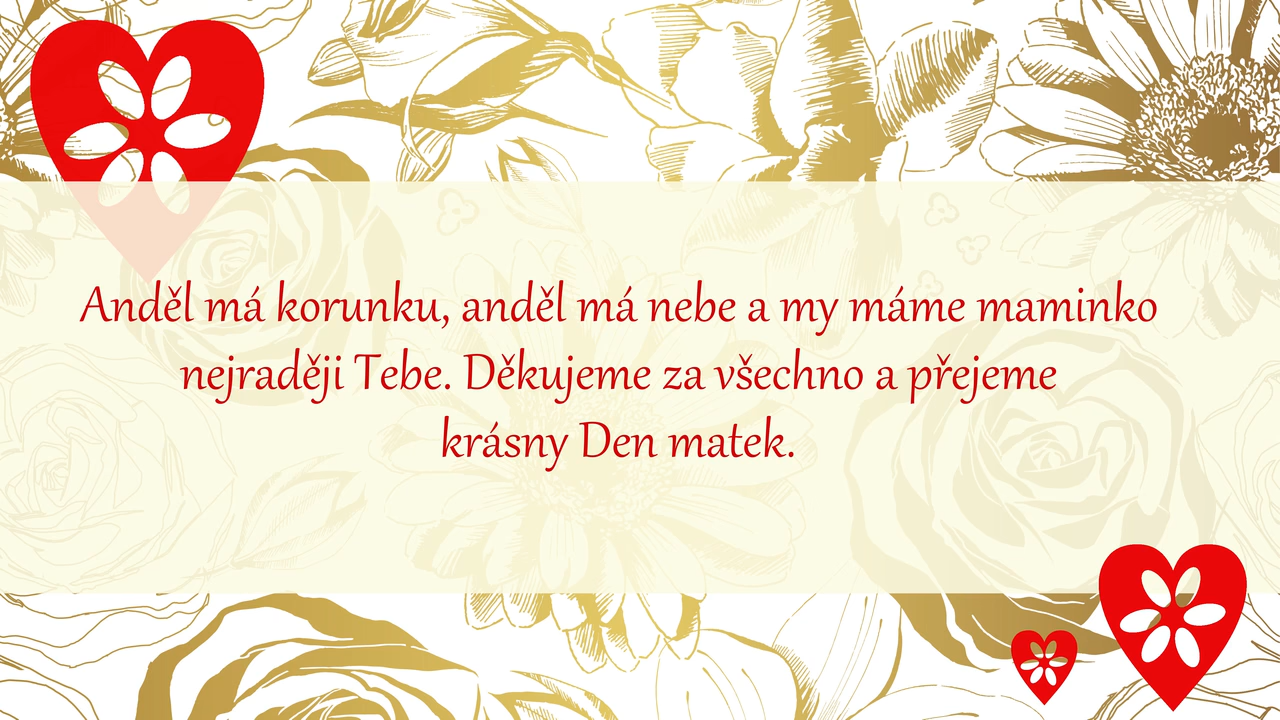 Anděl má korunku, anděl má nebe a my máme maminko
nejraději Tebe. Děkujeme za všechno a přejeme
krásny Den matek.